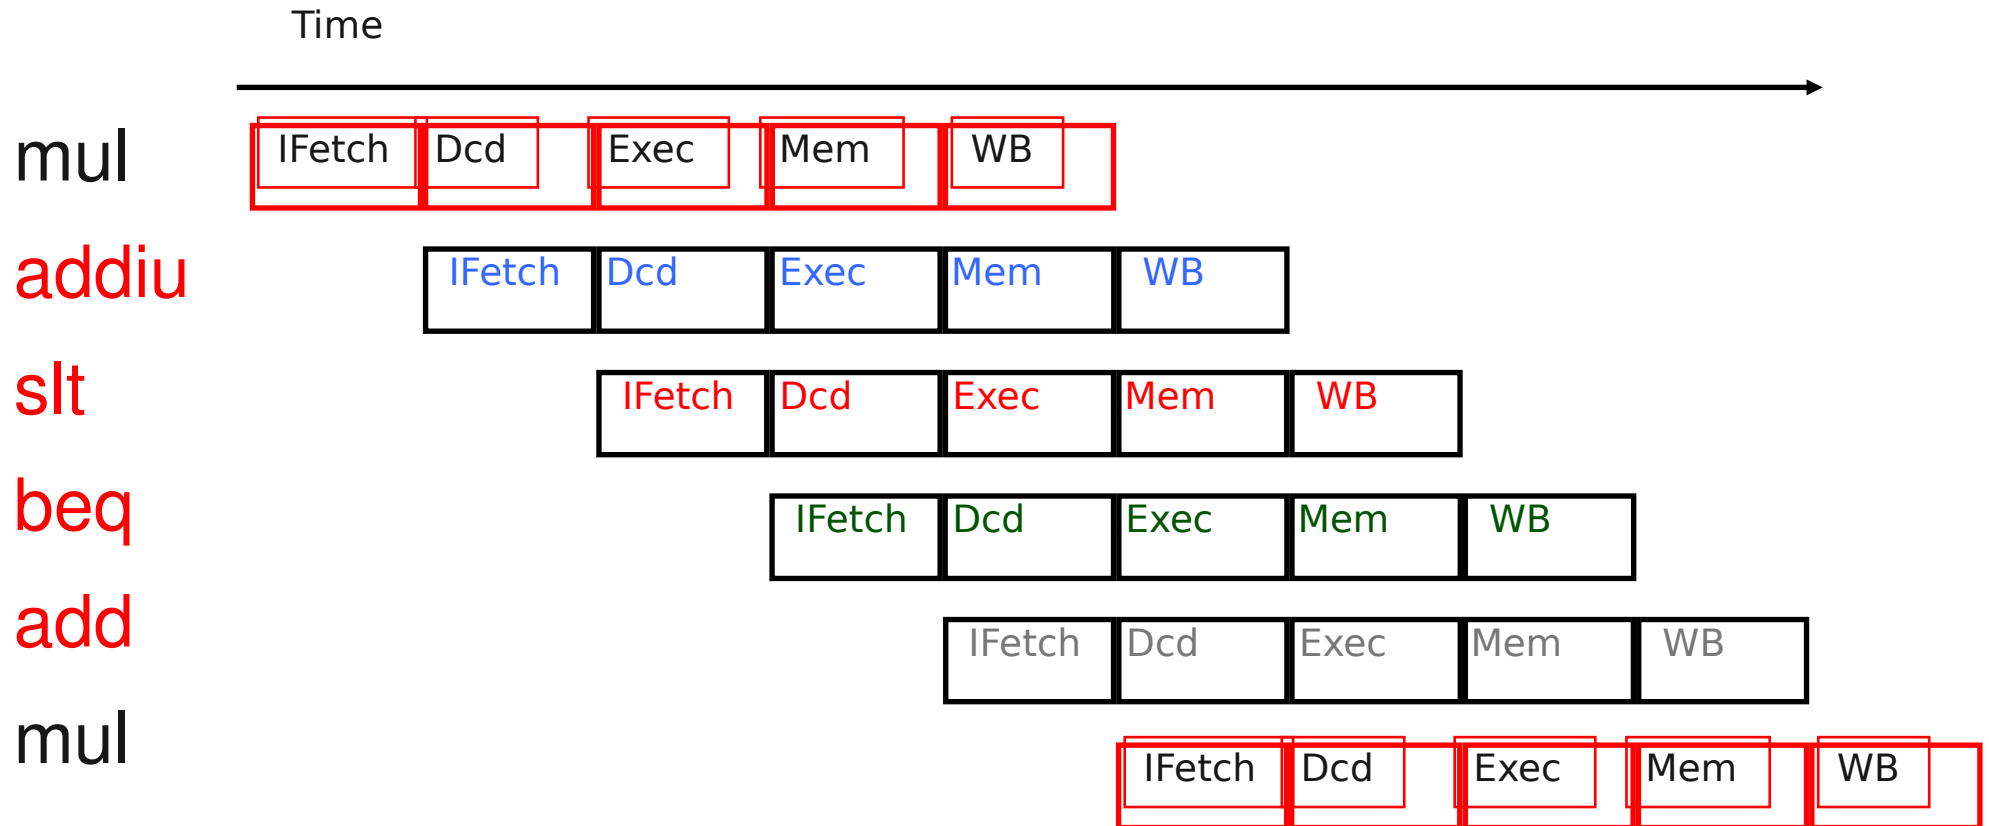 Time
mul IFetch Dcd Exec Mem WB
addiu IFetch Dcd Exec Mem WB
slt IFetch Dcd Exec Mem WB
beq IFetch Dcd Exec Mem WB
add IFetch Dcd Exec Mem WB
mul IFetch Dcd Exec Mem WB